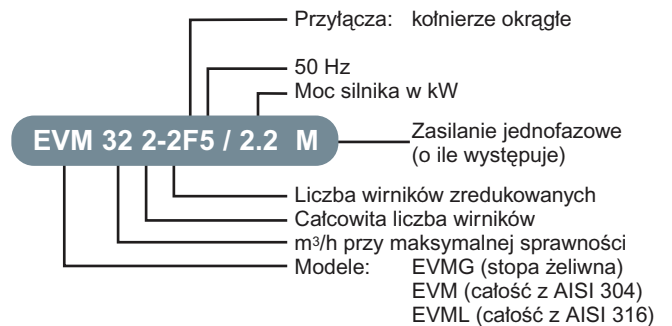 Przyłącza: kołnierze okrągłe
50 Hz
Moc silnika w kW
EVM 32 2-2F5 / 2.2 M
Zasilanie jednofazowe
(o ile występuje)
Liczba wirników zredukowanych
Całcowita liczba wirników
m³/h przy maksymalnej sprawności
Modele: EVMG (stopa żeliwna)
EVM (całość z AISI 304)
EVML (całość z AISI 316)